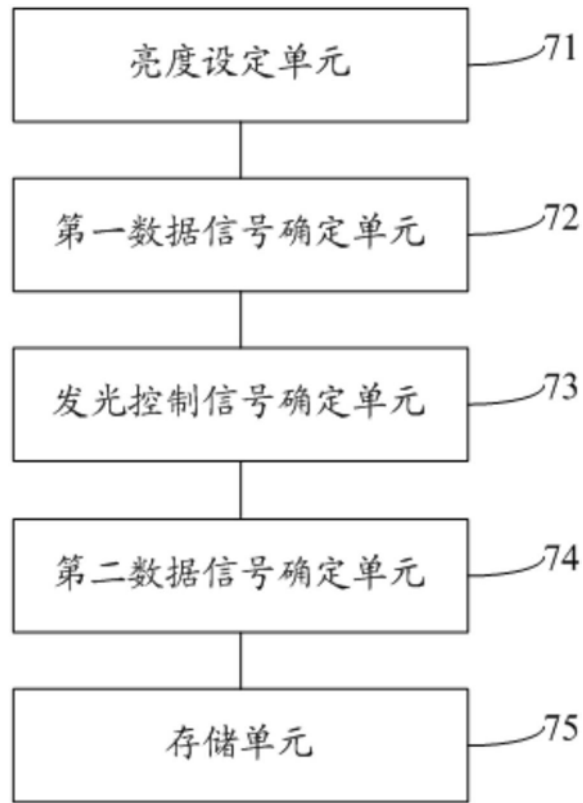 亮度设定单元 71
第一数据信号确定单元 72
发光控制信号确定单元 73
第二数据信号确定单元 74
存储单元 75